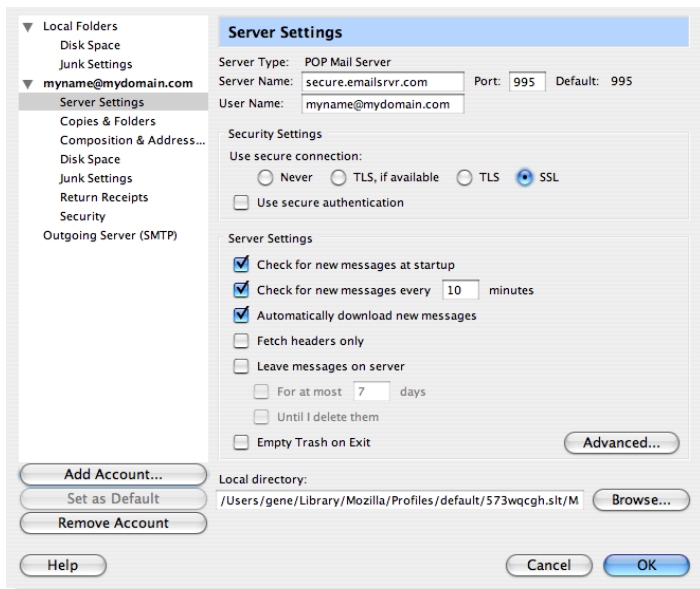 Local Folders
Disk Space
Junk Settings
myname@mydomain.com
Server Settings
Copies & Folders
Composition & Address...
Disk Space
Junk Settings
Return Receipts
Security
Outgoing Server (SMTP)
Add Account...
Set as Default
Remove Account
Server Settings
Server Type: POP Mail Server
Server Name: secure.emailsrvr.com Port: 995 Default: 995
User Name: myname@mydomain.com
Security Settings
Use secure connection:
Never TLS, if available TLS SSL
Use secure authentication
Server Settings
Check for new messages at startup
Check for new messages every 10 minutes
Automatically download new messages
Fetch headers only
Leave messages on server
For at most 7 days
Until I delete them
Empty Trash on Exit Advanced...
Local directory:
/Users/gene/Library/Mozilla/Profiles/default/573wqcgh.slt/M Browse...
Help Cancel OK